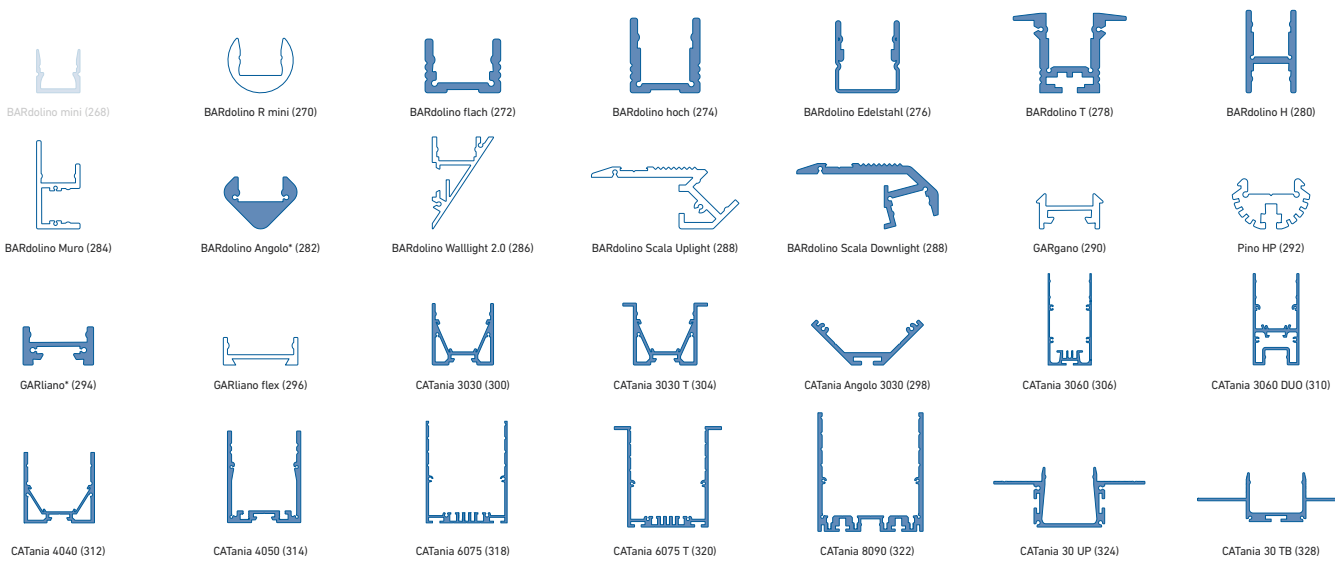 BARdolino mini (268)
BARdolino R mini (270)
BARdolino flach (272)
BARdolino hoch (274)
BARdolino Edelstahl (276)
BARdolino T (278)
BARdolino H (280)
BARdolino Muro (284)
BARdolino Angolo* (282)
BARdolino Walllight 2.0 (286)
BARdolino Scala Uplight (288)
BARdolino Scala Downlight (288)
GARgano (290)
Pino HP (292)
GARliano* (294)
GARliano flex (296)
CATania 3030 (300)
CATania 3030 T (304)
CATania Angolo 3030 (298)
CATania 3060 (306)
CATania 3060 DUO (310)
CATania 4040 (312)
CATania 4050 (314)
CATania 6075 (318)
CATania 6075 T (320)
CATania 8090 (322)
CATania 30 UP (324)
CATania 30 TB (328)